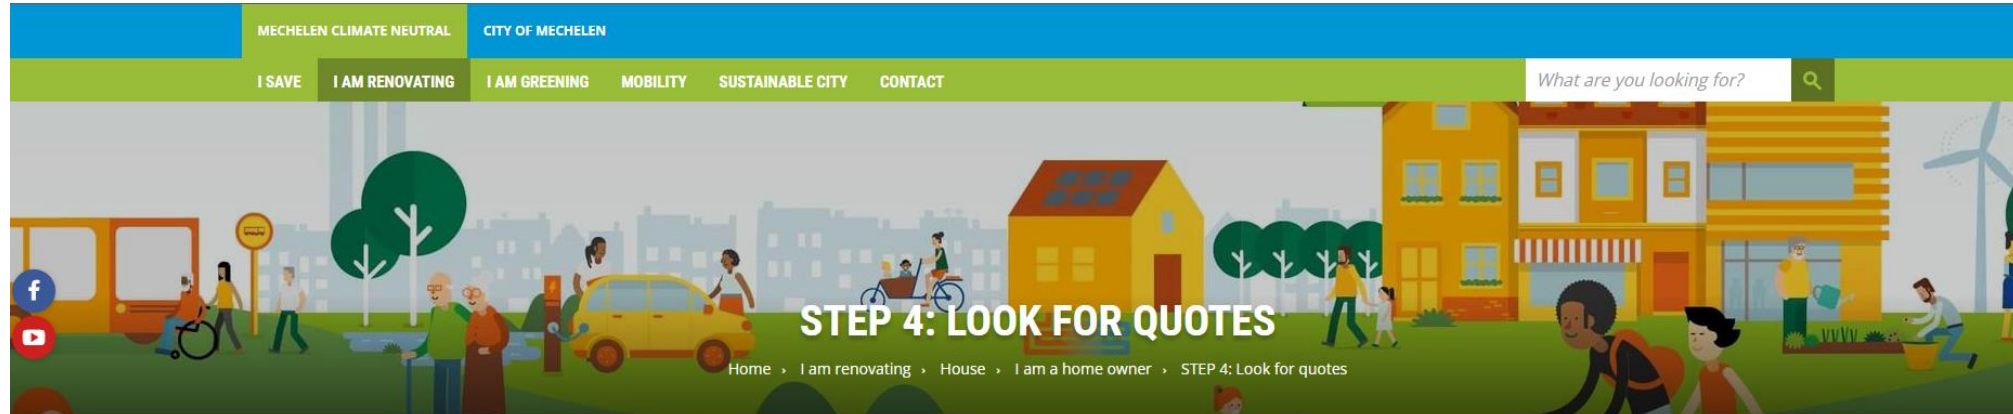 MECHELEN CLIMATE NEUTRAL CITY OF MECHELEN
I SAVE I AM RENOVATING I AM GREENING MOBILITY SUSTAINABLE CITY CONTACT What are you looking for?
STEP 4: LOOK FOR QUOTES
Home › I am renovating › House › I am a home owner › STEP 4: Look for quotes